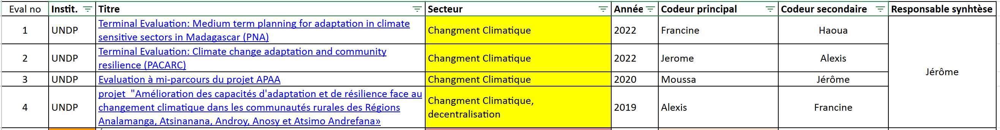 Eval no Instit. Titre Secteur Année Codeur principal Codeur secondaire Responsable synhtèse
1 UNDP Terminal Evaluation: Medium term planning for adaptation in climate
sensitive sectors in Madagascar (PNA) Changment Climatique 2022 Francine Haoua
2 UNDP Terminal Evaluation: Climate change adaptation and community
resilience (PACARC) Changment Climatique 2022 Jerome Alexis
Jérôme
3 UNDP Evaluation à mi-parcours du projet APAA Changment Climatique 2020 Moussa Jérôme
4 UNDP projet "Amélioration des capacités d'adaptation et de résilience face au
changement climatique dans les communautés rurales des Régions
Analamanga, Atsinanana, Androy, Anosy et Atsimo Andrefana»
Changment Climatique,
decentralisation 2019 Alexis Francine